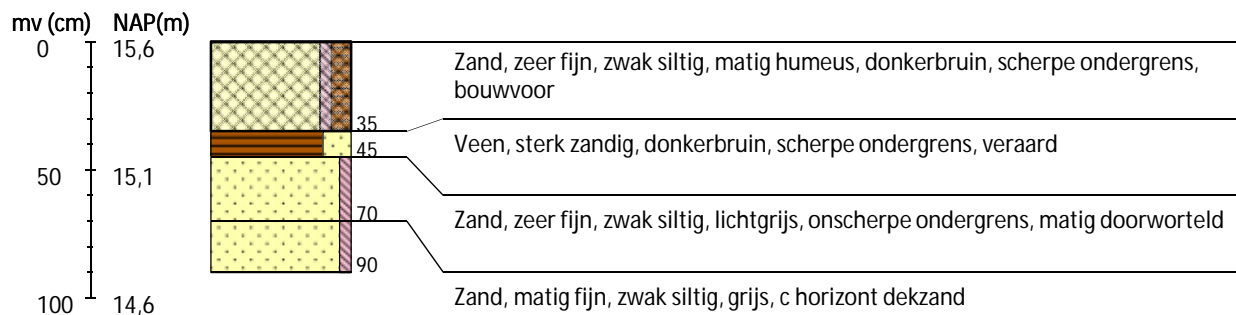 mv (cm) NAP(m)
0 15,6
Zand, zeer fijn, zwak siltig, matig humeus, donkerbruin, scherpe ondergrens,
bouwvoor
35
Veen, sterk zandig, donkerbruin, scherpe ondergrens, veraard
45
50 15,1
70
Zand, zeer fijn, zwak siltig, lichtgrijs, onscherpe ondergrens, matig doorworteld
90
Zand, matig fijn, zwak siltig, grijs, c horizont dekzand
100 14,6